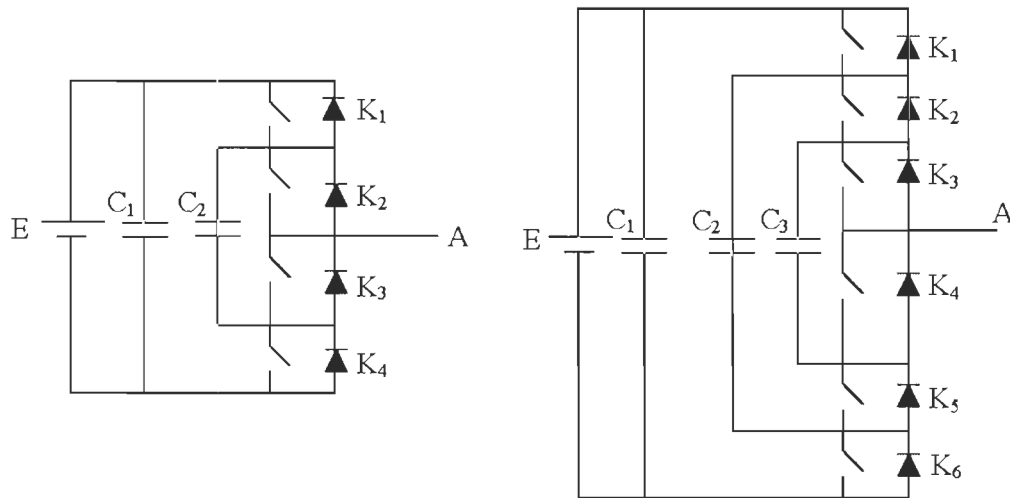 K₁
C₁
C₂
K₂
E
A
K₃
K₄
K₁
K₂
K₃
C₁
C₂
C₃
A
E
K₄
K₅
K₆